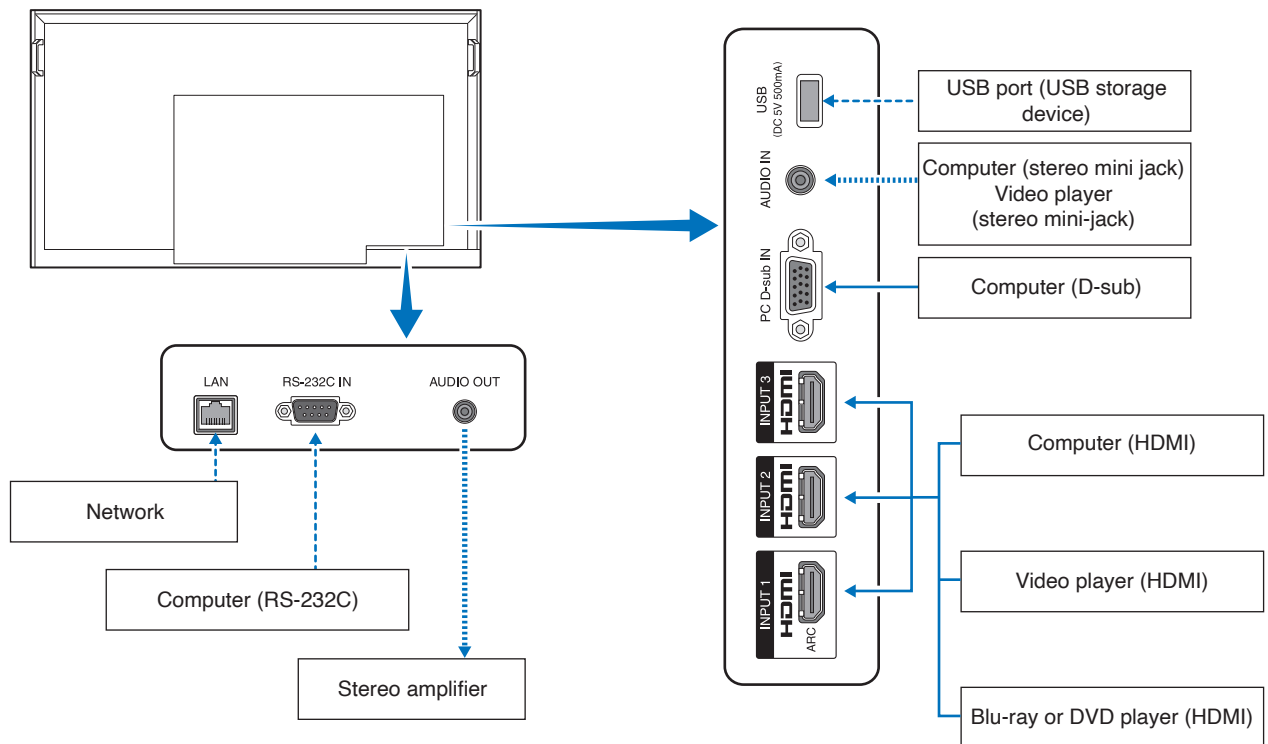 LAN
RS-232C IN
AUDIO OUT
Network
Computer (RS-232C)
Stereo amplifier
USB
(DC 5V 500mA)
AUDIO IN
PC D-sub IN
INPUT 3
HDMI
INPUT 2
HDMI
INPUT 1
HDMI
ARC
USB port (USB storage
device)
Computer (stereo mini jack)
Video player
(stereo mini-jack)
Computer (D-sub)
Computer (HDMI)
Video player (HDMI)
Blu-ray or DVD player (HDMI)